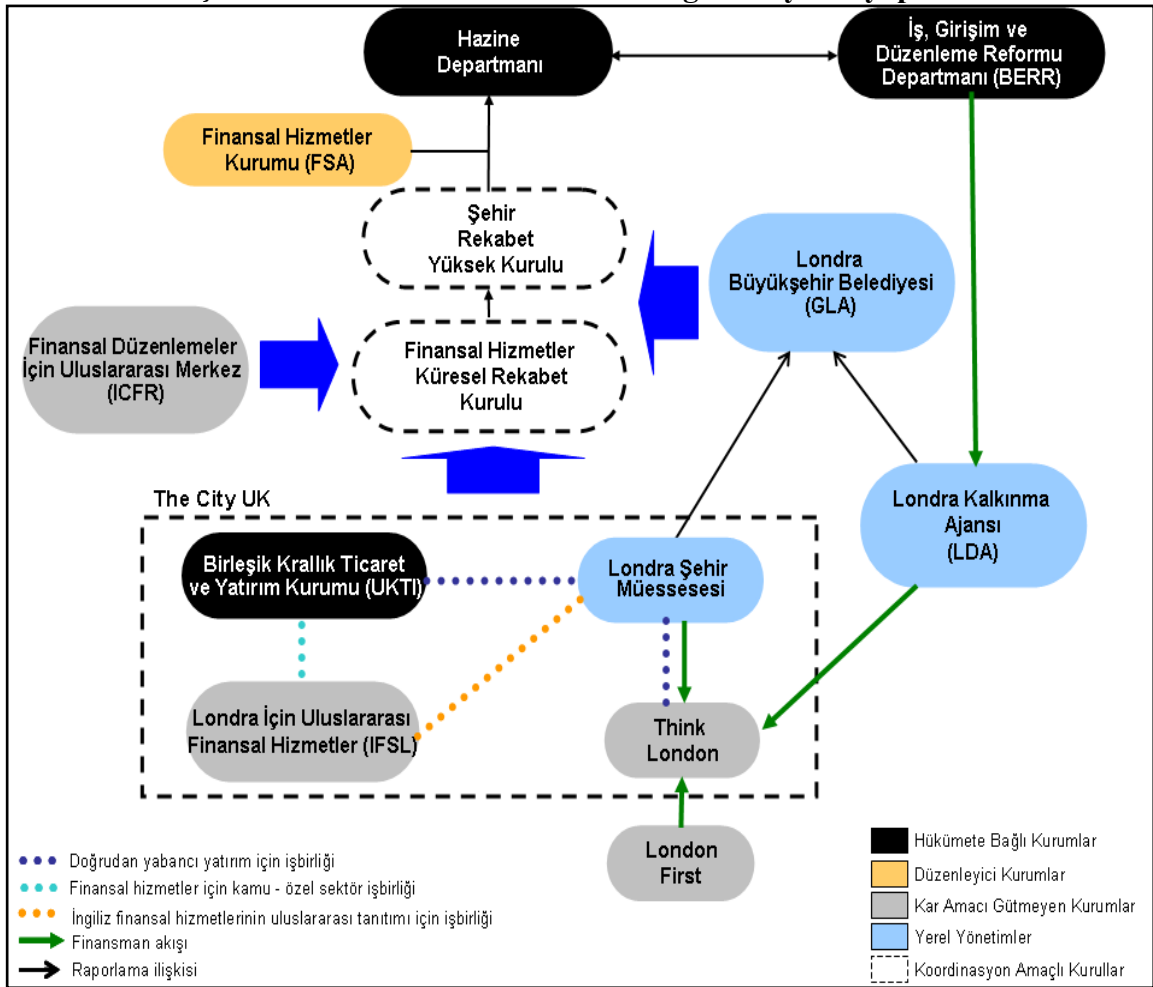 Hazine
Departmanı
İş, Girişim ve
Düzenleme Reformu
Departmanı (BERR)
Finansal Hizmetler
Kurumu (FSA)
Şehir
Rekabet
Yüksek Kurulu
Londra
Büyükşehir Belediyesi
(GLA)
Finansal Düzenlemeler
İçin Uluslararası Merkez
(ICFR)
Finansal Hizmetler
Küresel Rekabet
Kurulu
The City UK
Londra Kalkınma
Ajansı
(LDA)
Birleşik Krallık Ticaret
ve Yatırım Kurumu (UKTI)
Londra Şehir
Müessesesi
Londra İçin Uluslararası
Finansal Hizmetler (IFSL)
Think
London
London
First
Doğrudan yabancı yatırım için işbirliği
Finansal hizmetler için kamu - özel sektör işbirliği
İngiliz finansal hizmetlerinin uluslararası tanıtımı için işbirliği
Finansman akışı
Raporlama ilişkisi
Hükümete Bağlı Kurumlar
Düzenleyici Kurumlar
Kar Amacı Gütmeyen Kurumlar
Yerel Yönetimler
Koordinasyon Amaçlı Kurullar